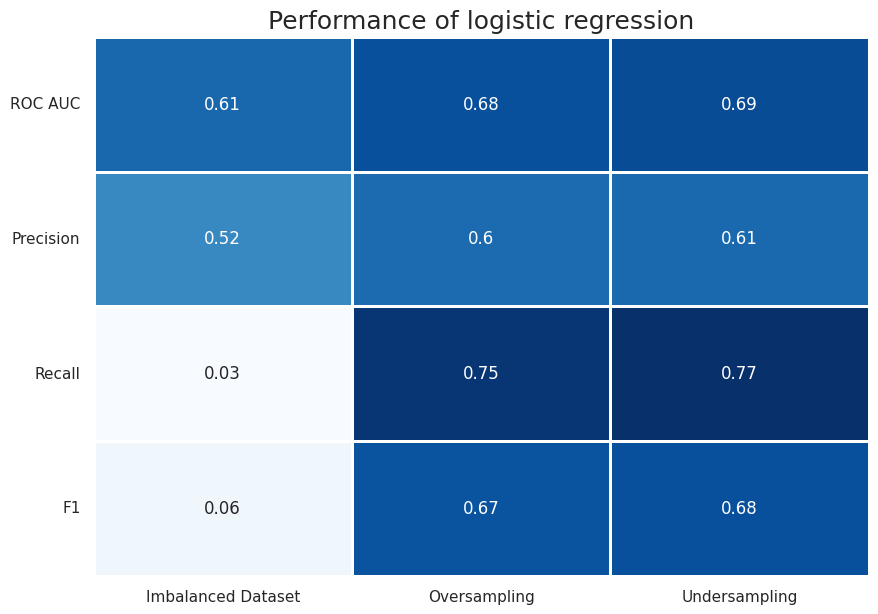 Performance of logistic regression
ROC AUC 0.61 0.68 0.69
Precision 0.52 0.6 0.61
Recall 0.03 0.75 0.77
F1 0.06 0.67 0.68
Imbalanced Dataset Oversampling Undersampling